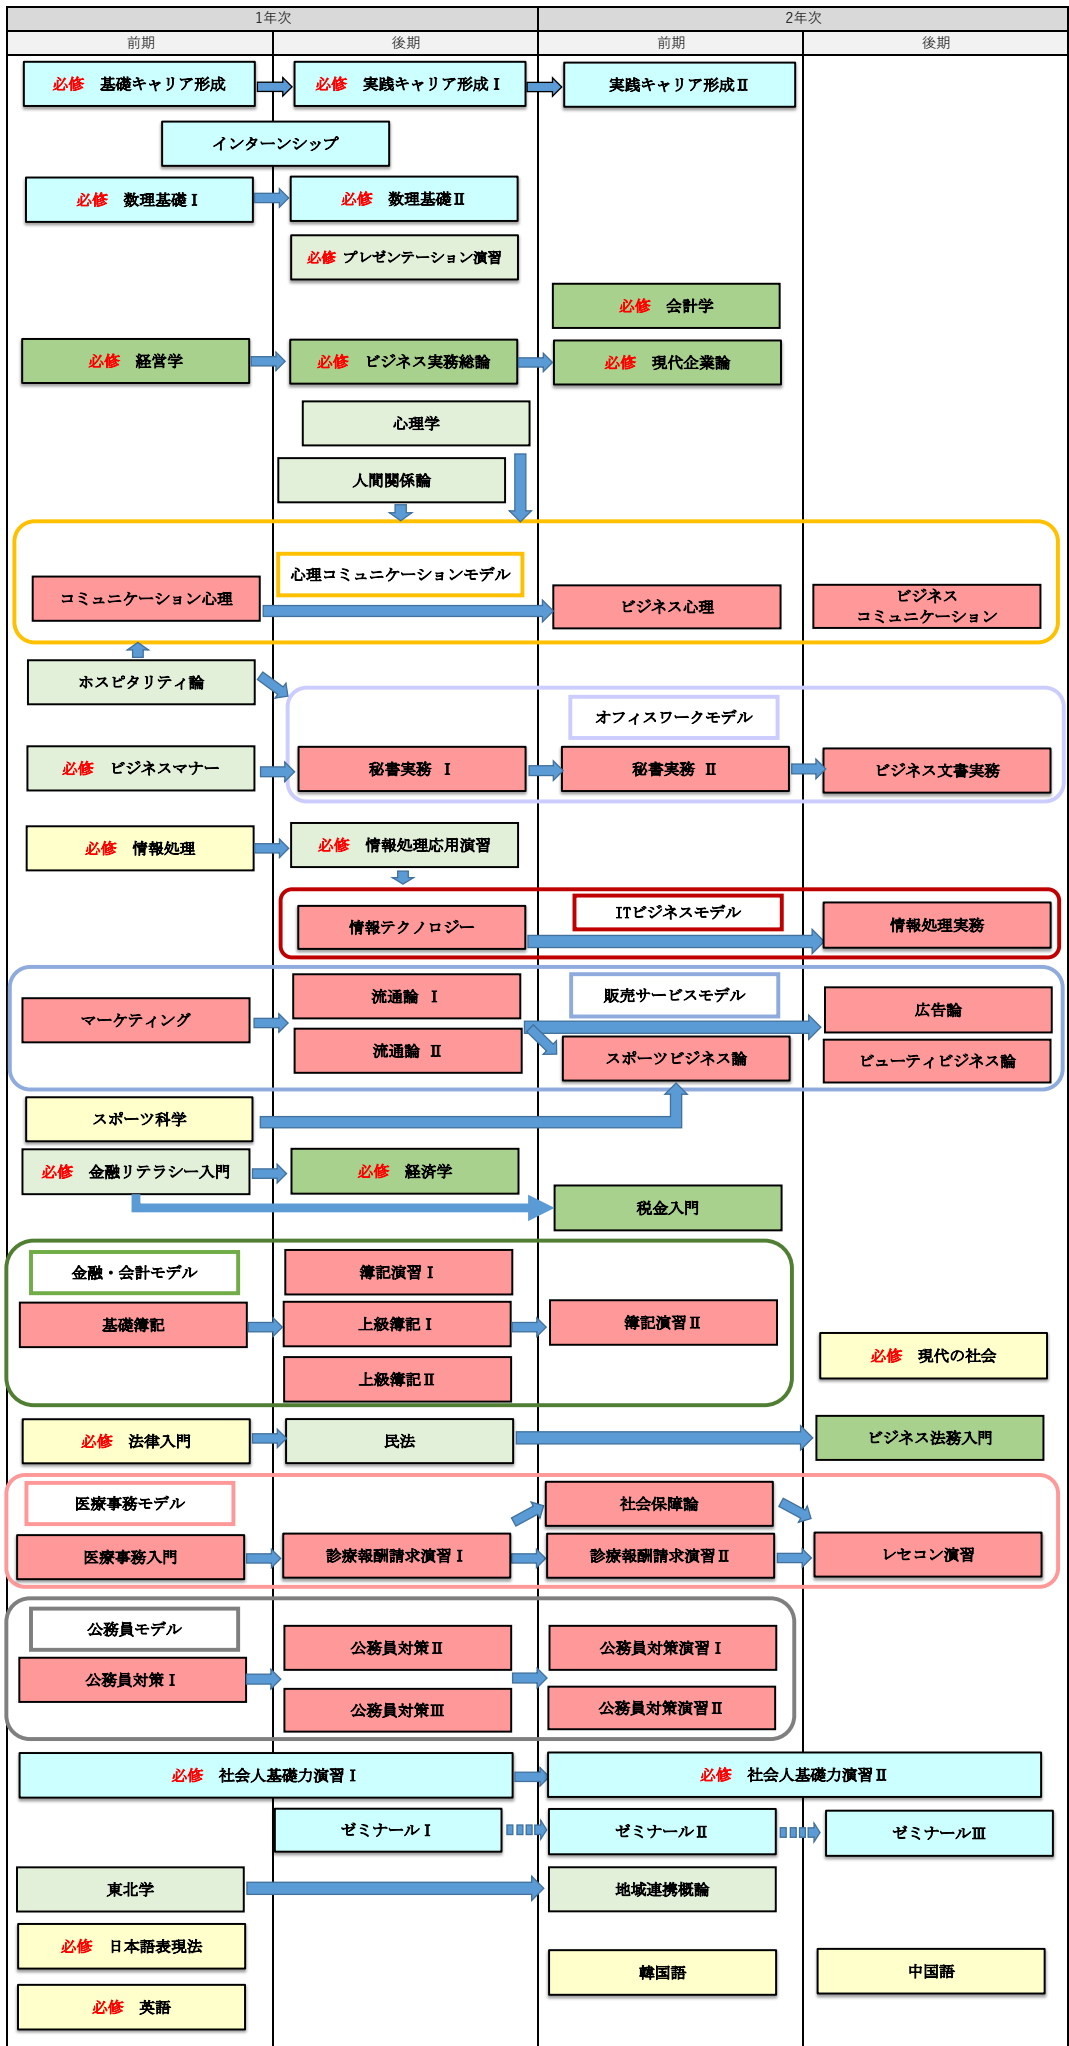 1年次
2年次
前期
後期
前期
後期
必修　基礎キャリア形成
必修　実践キャリア形成Ⅰ
実践キャリア形成Ⅱ
インターンシップ
必修　数理基礎Ⅰ
必修　数理基礎Ⅱ
必修 プレゼンテーション演習
必修　会計学
必修　経営学
必修　ビジネス実務総論
必修　現代企業論
心理学
人間関係論
心理コミュニケーションモデル
コミュニケーション心理
ビジネス心理
ビジネス
コミュニケーション
ホスピタリティ論
オフィスワークモデル
必修　ビジネスマナー
秘書実務 Ⅰ
秘書実務 Ⅱ
ビジネス文書実務
必修　情報処理
必修　情報処理応用演習
ITビジネスモデル
情報テクノロジー
情報処理実務
販売サービスモデル
マーケティング
流通論 Ⅰ
流通論 Ⅱ
スポーツビジネス論
広告論
ビューティビジネス論
スポーツ科学
必修　金融リテラシー入門
必修　経済学
税金入門
金融・会計モデル
簿記演習Ⅰ
基礎簿記
上級簿記Ⅰ
簿記演習Ⅱ
上級簿記Ⅱ
必修　現代の社会
必修　法律入門
民法
ビジネス法務入門
医療事務モデル
社会保障論
医療事務入門
診療報酬請求演習Ⅰ
診療報酬請求演習Ⅱ
レセコン演習
公務員モデル
公務員対策Ⅰ
公務員対策Ⅱ
公務員対策演習Ⅰ
公務員対策Ⅲ
公務員対策演習Ⅱ
必修　社会人基礎力演習Ⅰ
必修　社会人基礎力演習Ⅱ
ゼミナールⅠ
ゼミナールⅡ
ゼミナールⅢ
東北学
地域連携概論
必修　日本語表現法
韓国語
中国語
必修　英語